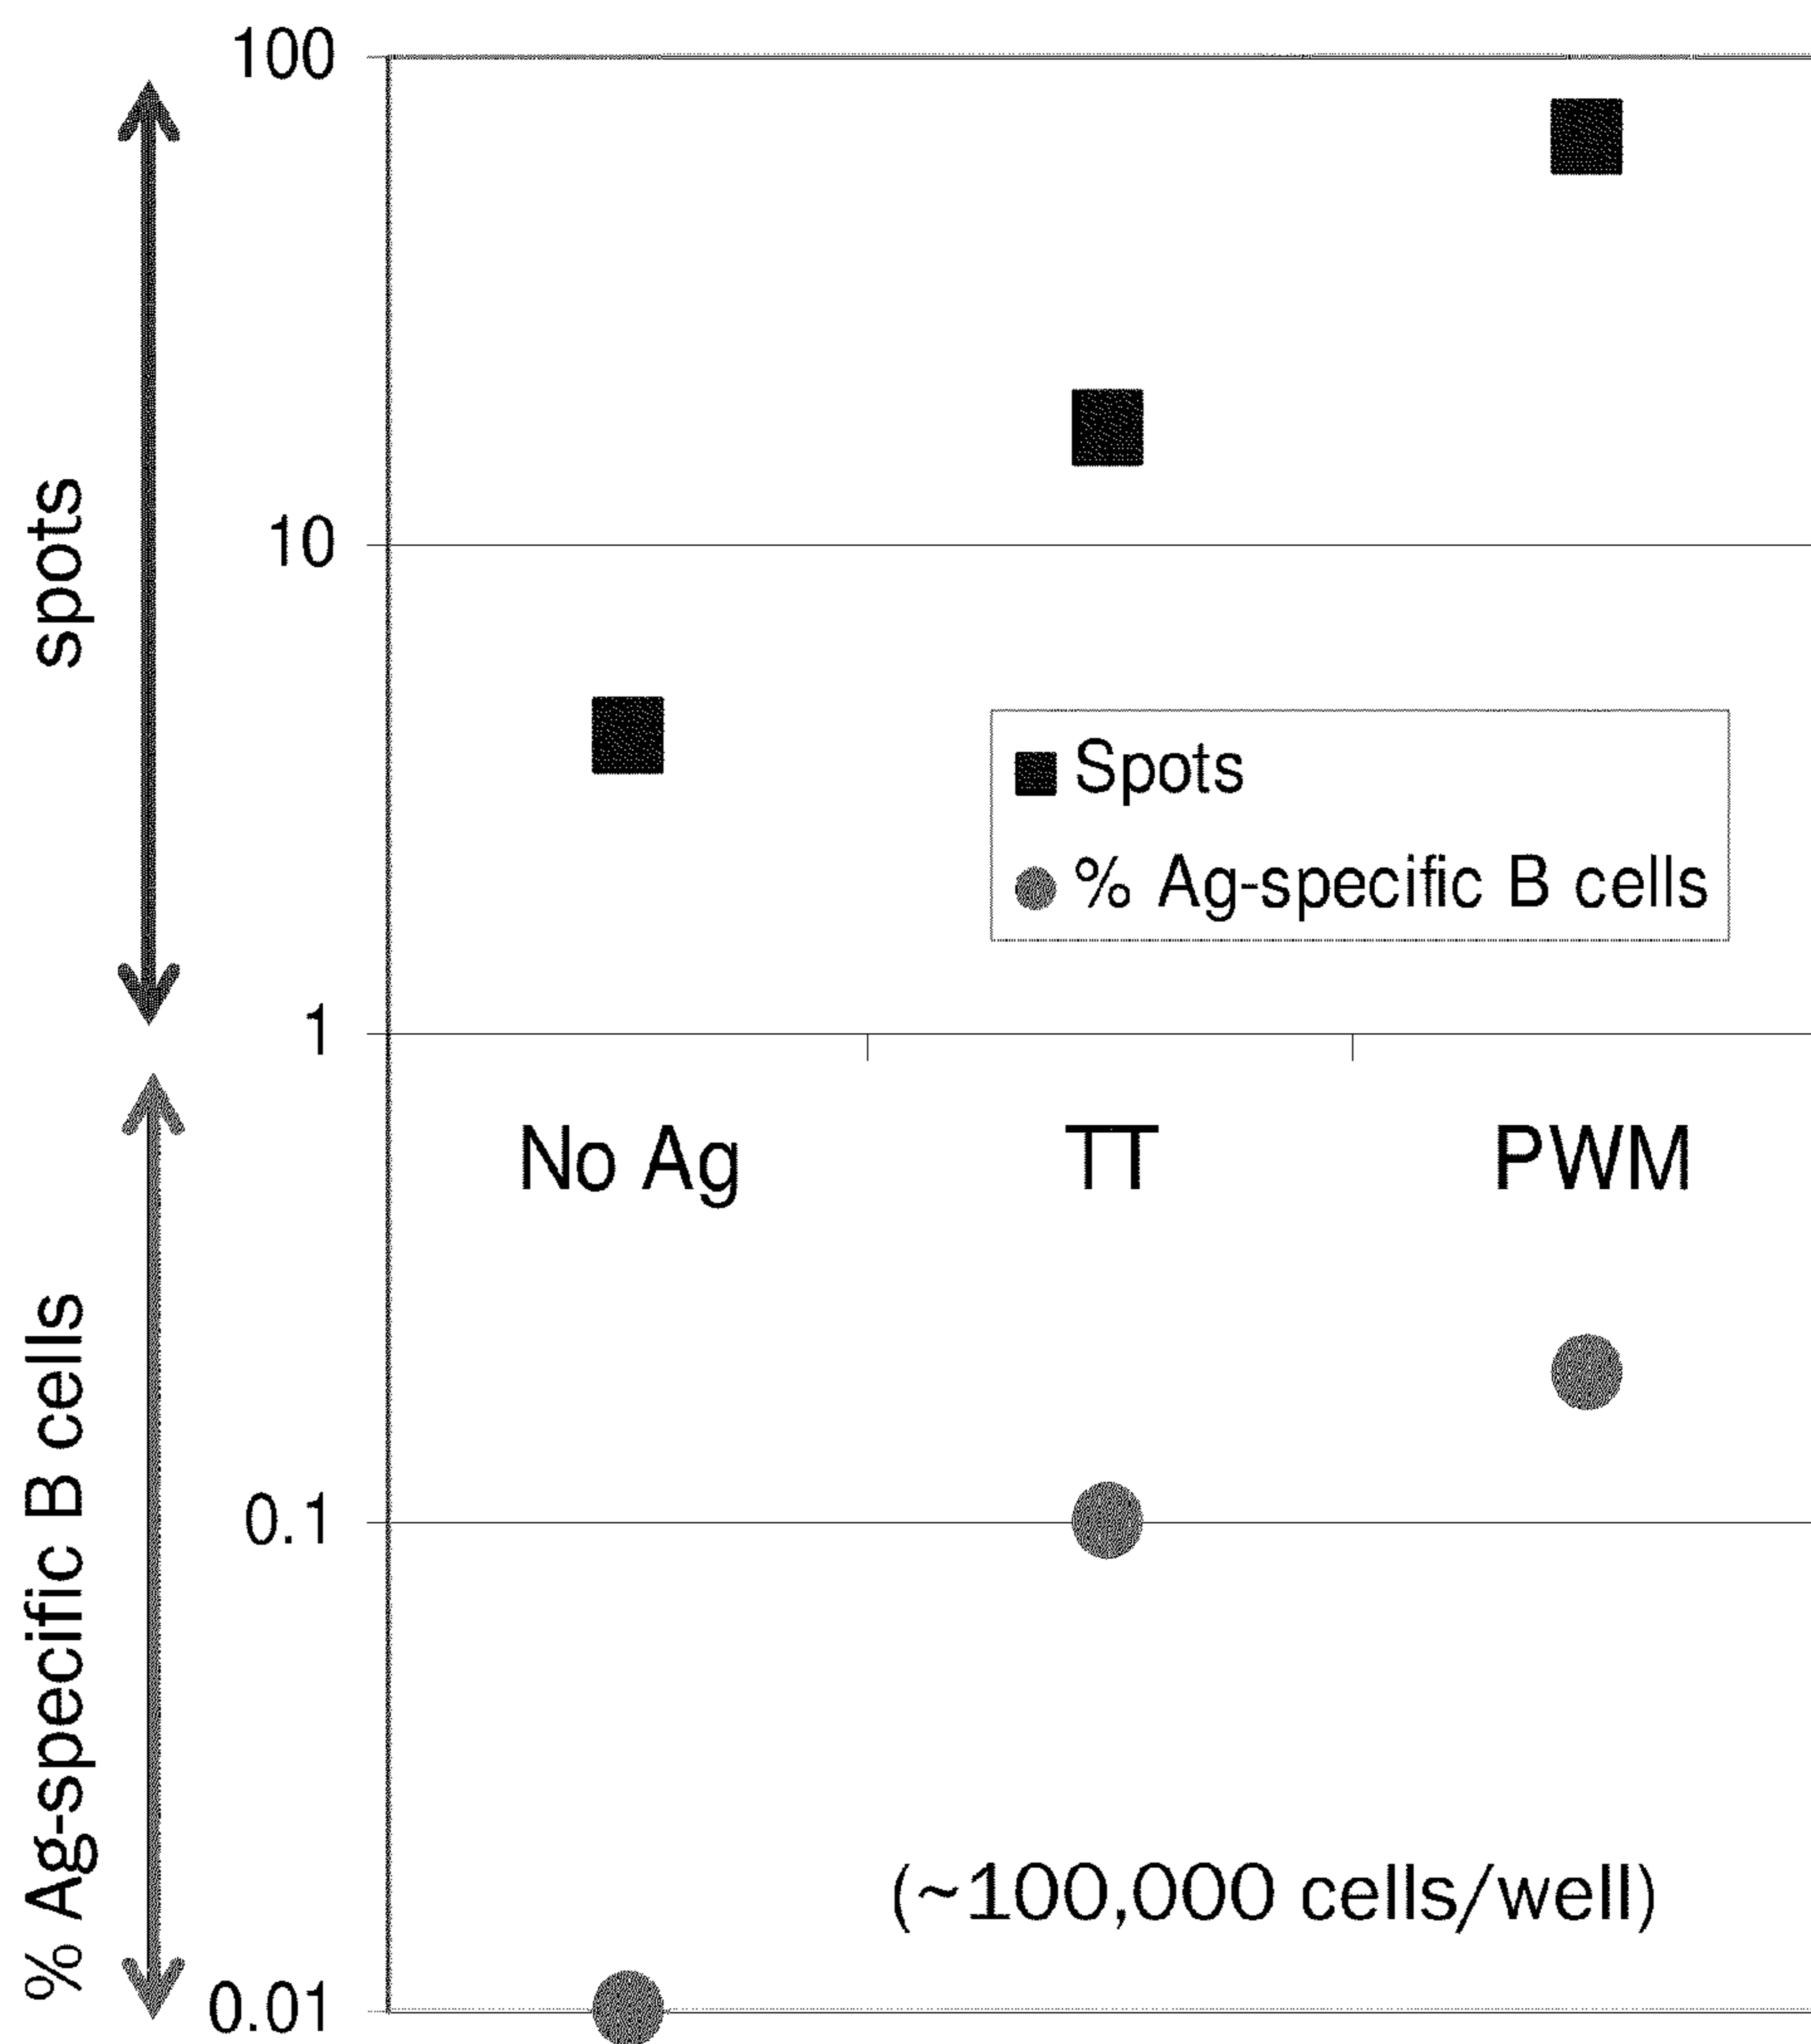 100
10
1
0.1
0.01
spots
% Ag-specific B cells
Spots
% Ag-specific B cells
No Ag
TT
PWM
(~100,000 cells/well)